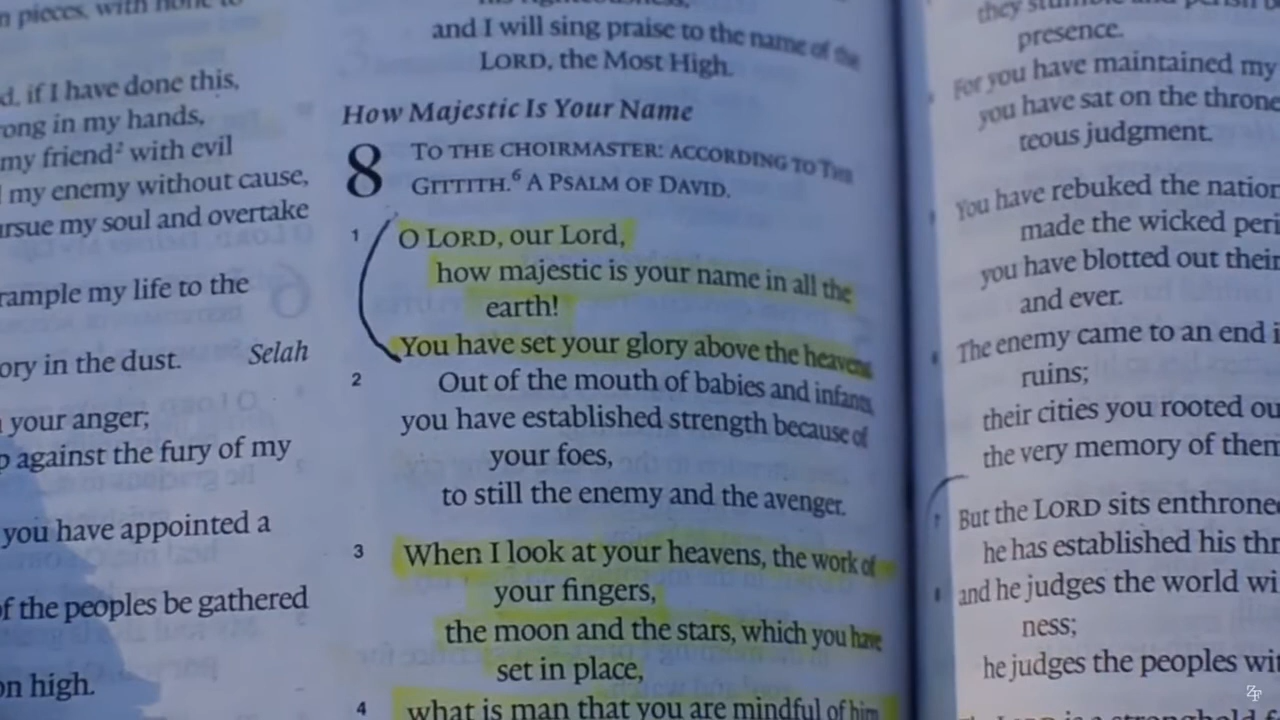 n pieces, with none to
d, if I have done this,
rong in my hands,
my friend² with evil
my enemy without cause,
ursue my soul and overtake
rample my life to the
ory in the dust. Selah
your anger;
p against the fury of my
you have appointed a
of the peoples be gathered
on high.
and I will sing praise to the name of the
LORD, the Most High.
How Majestic Is Your Name
8 TO THE CHOIRMASTER: ACCORDING TO THE
GITTITH.⁶ A PSALM OF DAVID.
1 O LORD, our Lord,
how majestic is your name in all the
earth!
You have set your glory above the heavens
2 Out of the mouth of babies and infants,
you have established strength because of
your foes,
to still the enemy and the avenger.
3 When I look at your heavens, the work of
your fingers,
the moon and the stars, which you have
set in place,
4 what is man that you are mindful of him
they stumble and perish
presence.
For you have maintained my
you have sat on the throne
teous judgment.
You have rebuked the nation
made the wicked peri
you have blotted out their
and ever.
The enemy came to an end i
ruins;
their cities you rooted ou
the very memory of them
7 But the LORD sits enthrone
he has established his thr
8 and he judges the world wi
ness;
he judges the peoples wit
ZF